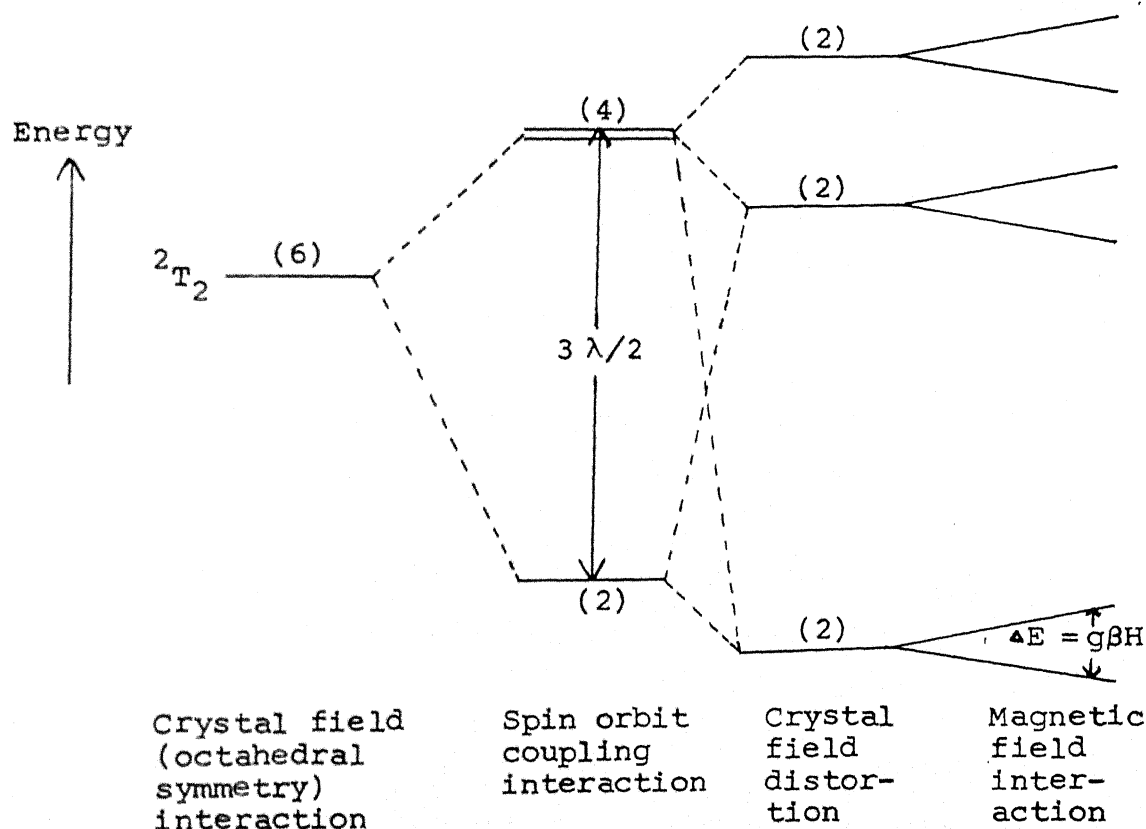 (2)
(4)
Energy
(2)
(6)
²T₂
3 λ/2
(2)
(2)
ΔE = gβH
Crystal field
(octahedral
symmetry)
interaction
Spin orbit
coupling
interaction
Crystal
field
distor-
tion
Magnetic
field
inter-
action